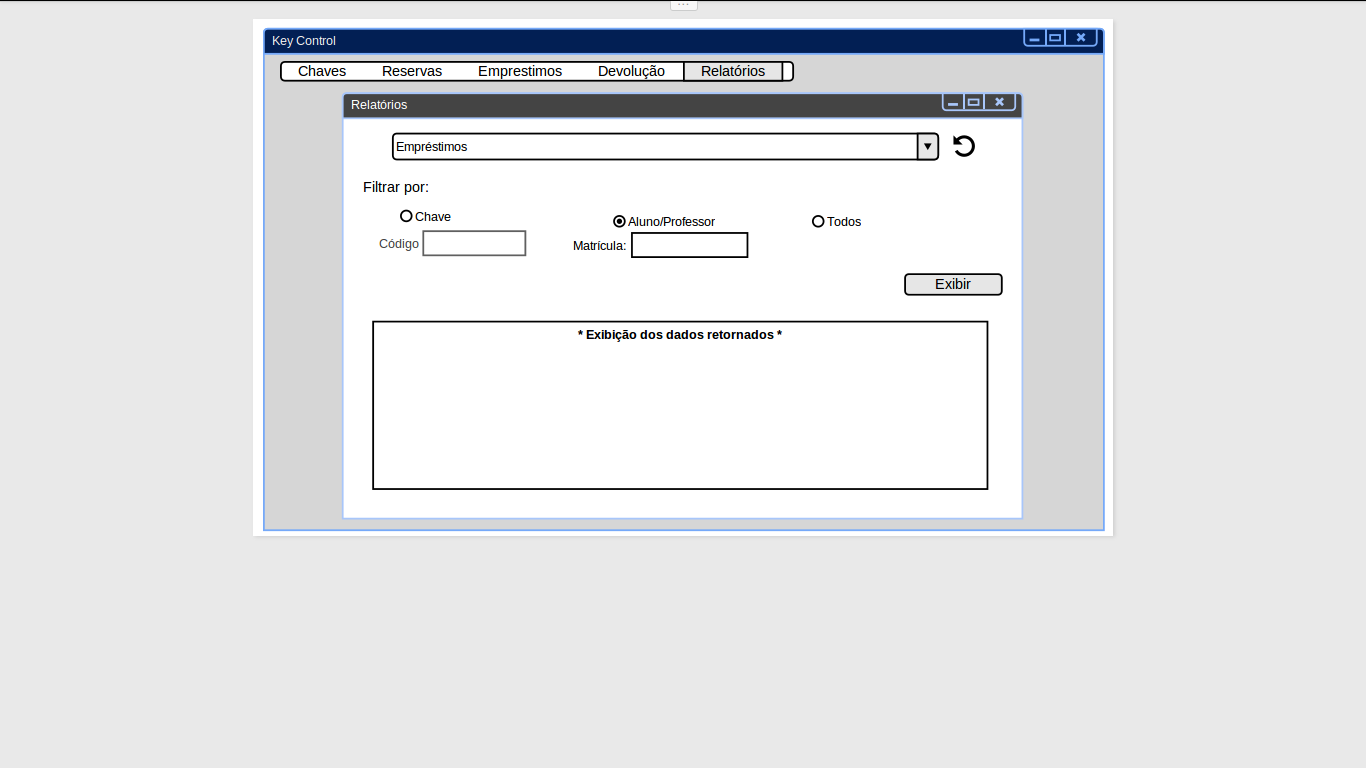 Key Control
Chaves Reservas Emprestimos Devolução Relatórios
Relatórios
Empréstimos
Filtrar por:
Chave Aluno/Professor Todos
Código Matrícula:
Exibir
* Exibição dos dados retornados *